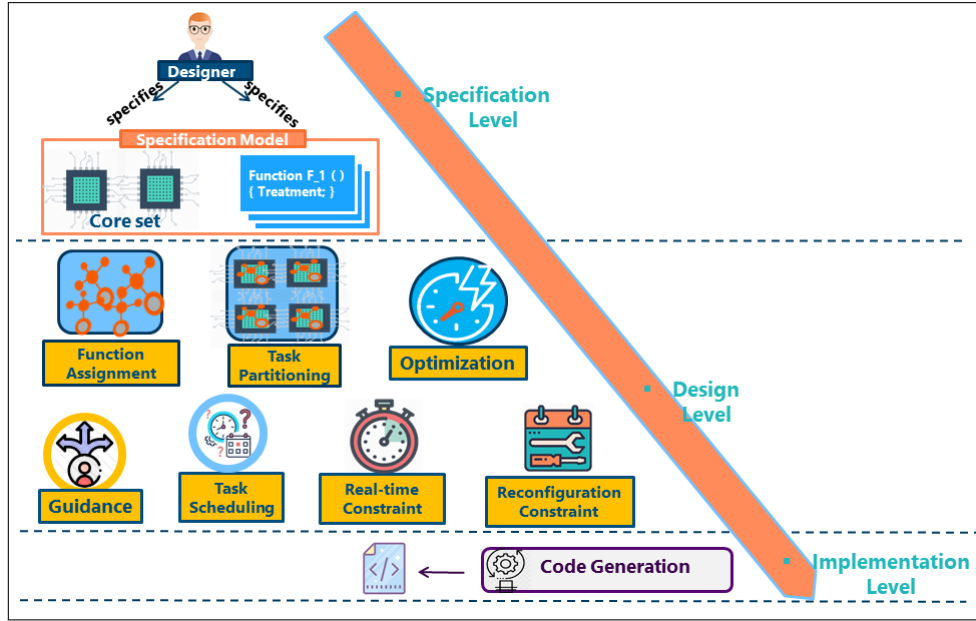 Designer
specifies
specifies
Specification Model
Function F_1 ( )
{ Treatment; }
Core set
Specification
Level
Function
Assignment
Task
Partitioning
Optimization
Design
Level
Guidance
Task
Scheduling
Real-time
Constraint
Reconfiguration
Constraint
</>
Code Generation
Implementation
Level